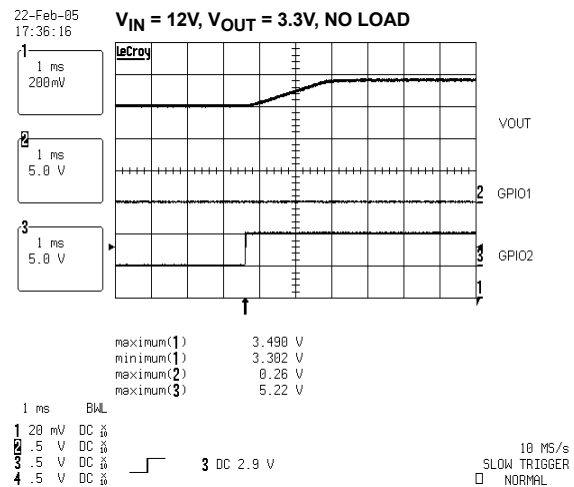 22-Feb-05
17:36:16
VIN = 12V, VOUT = 3.3V, NO LOAD
LeCroy
1
1 ms
200mV
2
1 ms
5.0 V
3
1 ms
5.0 V
VOUT
2 GPIO1
3 GPIO2
1
maximum(1) 3.490 V
minimum(1) 3.302 V
maximum(2) 0.26 V
maximum(3) 5.22 V
1 ms BWL
1 20 mV DC X10
2 .5 V DC X10
3 .5 V DC X10
4 .5 V DC X10
3 DC 2.9 V
10 MS/s
SLOW TRIGGER
NORMAL